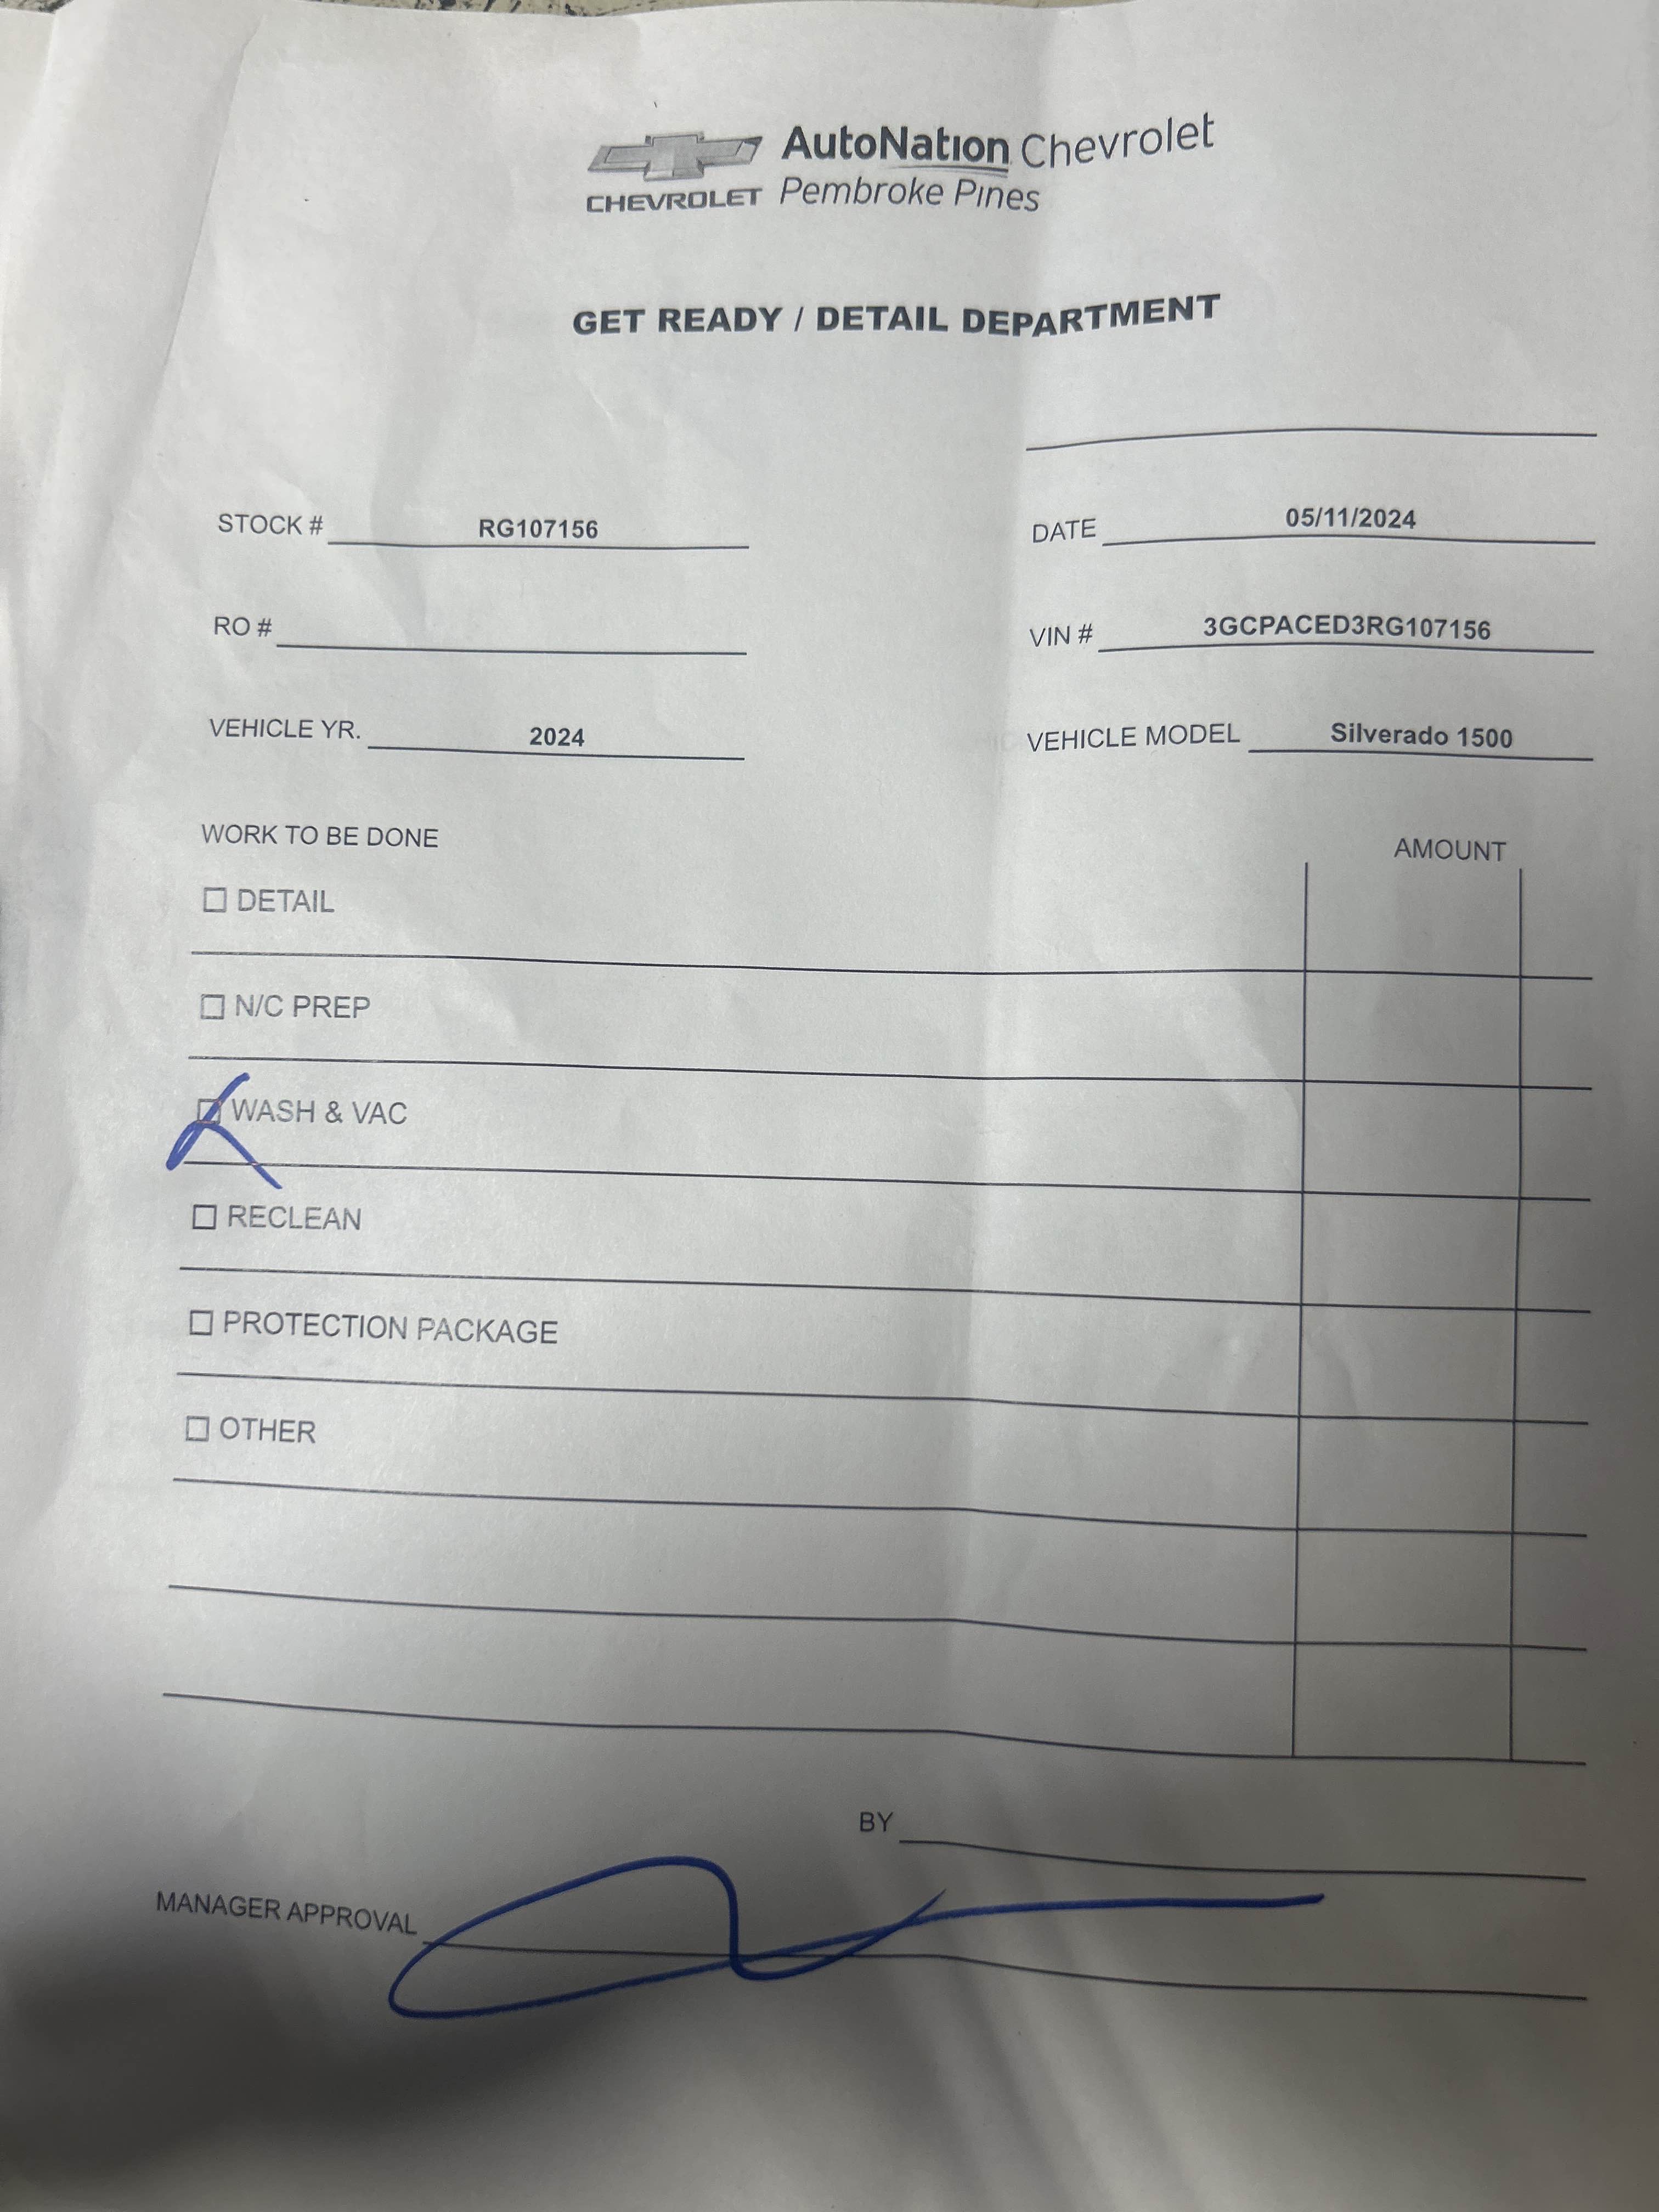 AutoNation Chevrolet
CHEVROLET Pembroke Pines
GET READY / DETAIL DEPARTMENT
STOCK # RG107156 DATE 05/11/2024
RO # VIN # 3GCPACED3RG107156
VEHICLE YR. 2024 VEHICLE MODEL Silverado 1500
WORK TO BE DONE AMOUNT
DETAIL
N/C PREP
WASH & VAC
RECLEAN
PROTECTION PACKAGE
OTHER
BY
MANAGER APPROVAL